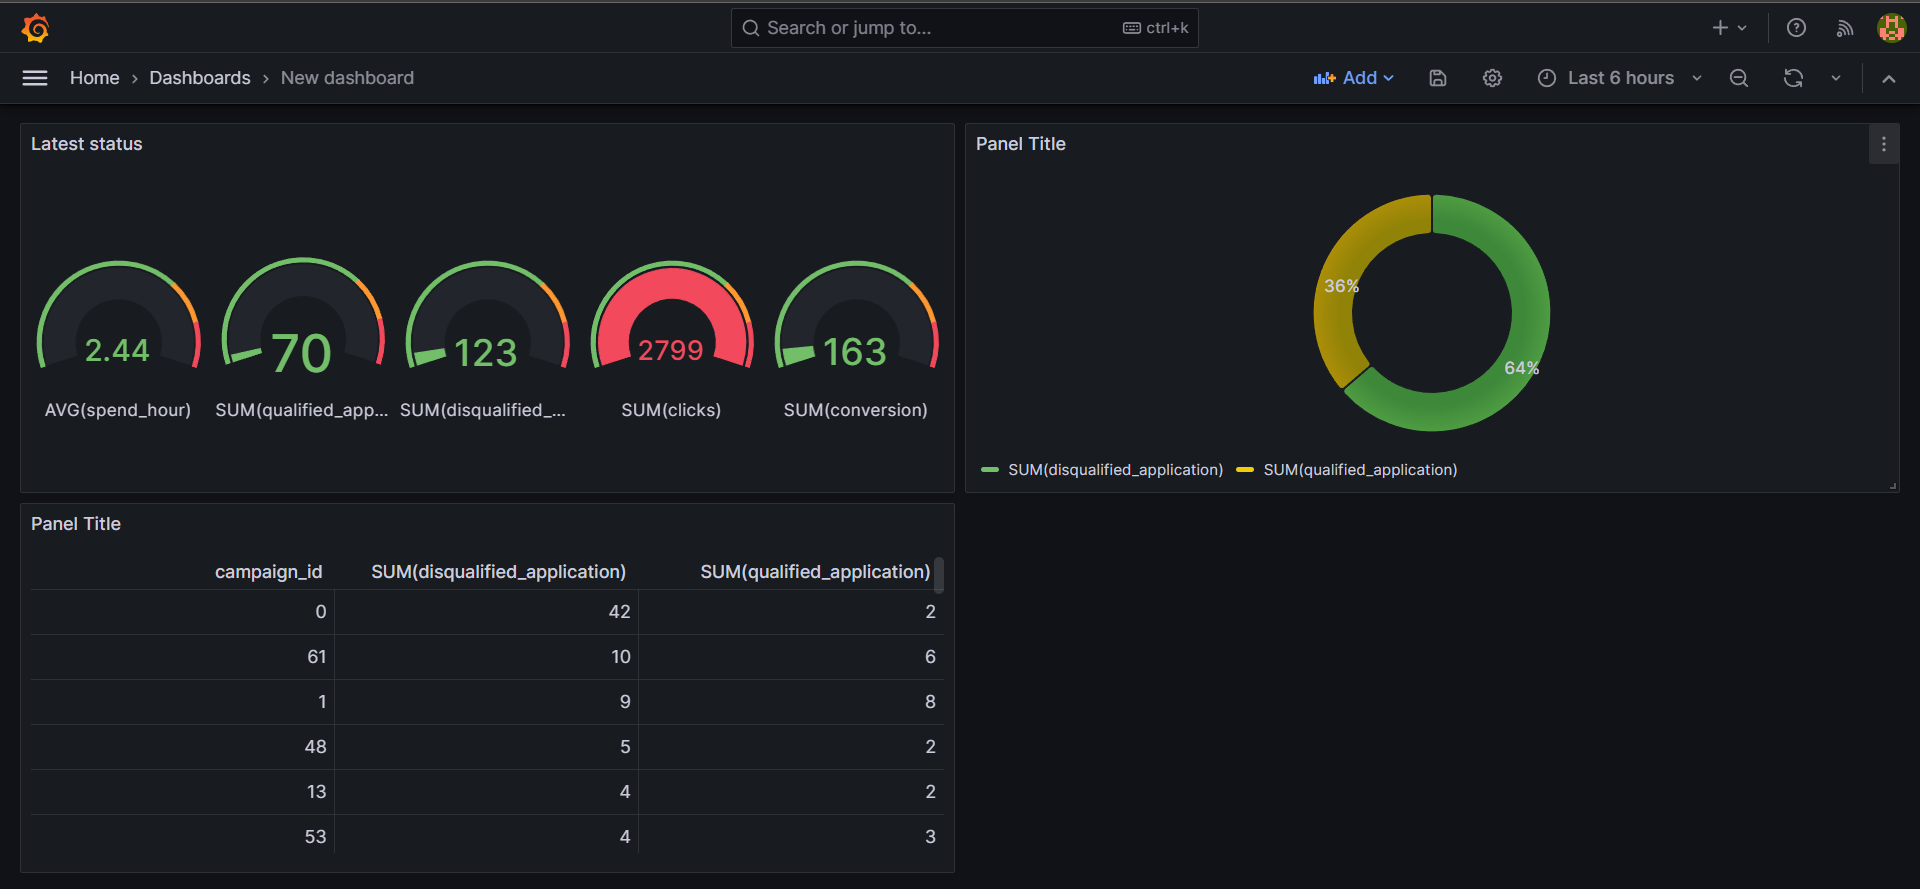 Search or jump to... ctrl+k
Home › Dashboards › New dashboard
Add
Last 6 hours
Latest status
2.44 70 123 2799 163
AVG(spend_hour) SUM(qualified_app... SUM(disqualified_... SUM(clicks) SUM(conversion)
Panel Title
36%
64%
SUM(disqualified_application) SUM(qualified_application)
Panel Title
campaign_id SUM(disqualified_application) SUM(qualified_application)
0 42 2
61 10 6
1 9 8
48 5 2
13 4 2
53 4 3